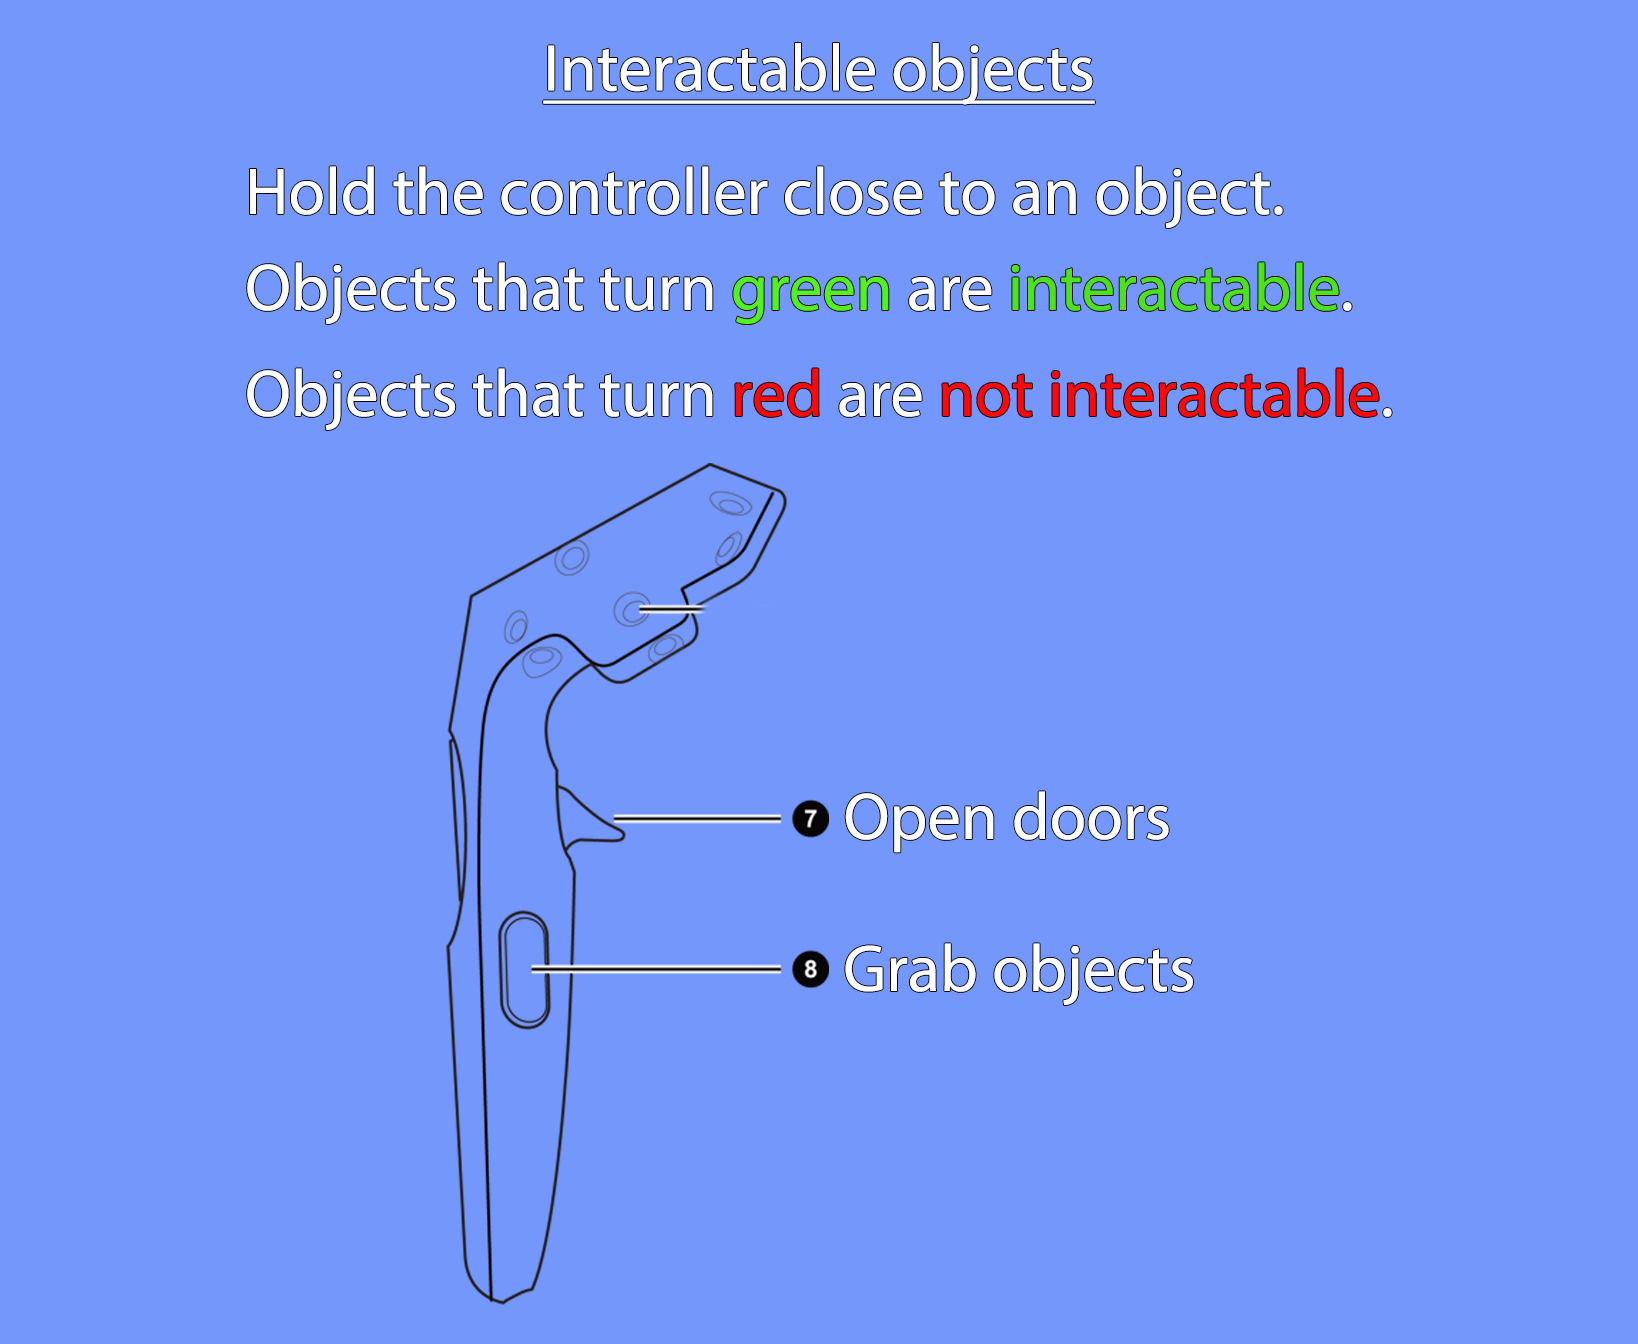 Interactable objects
Hold the controller close to an object.
Objects that turn green are interactable.
Objects that turn red are not interactable.
7 Open doors
8 Grab objects